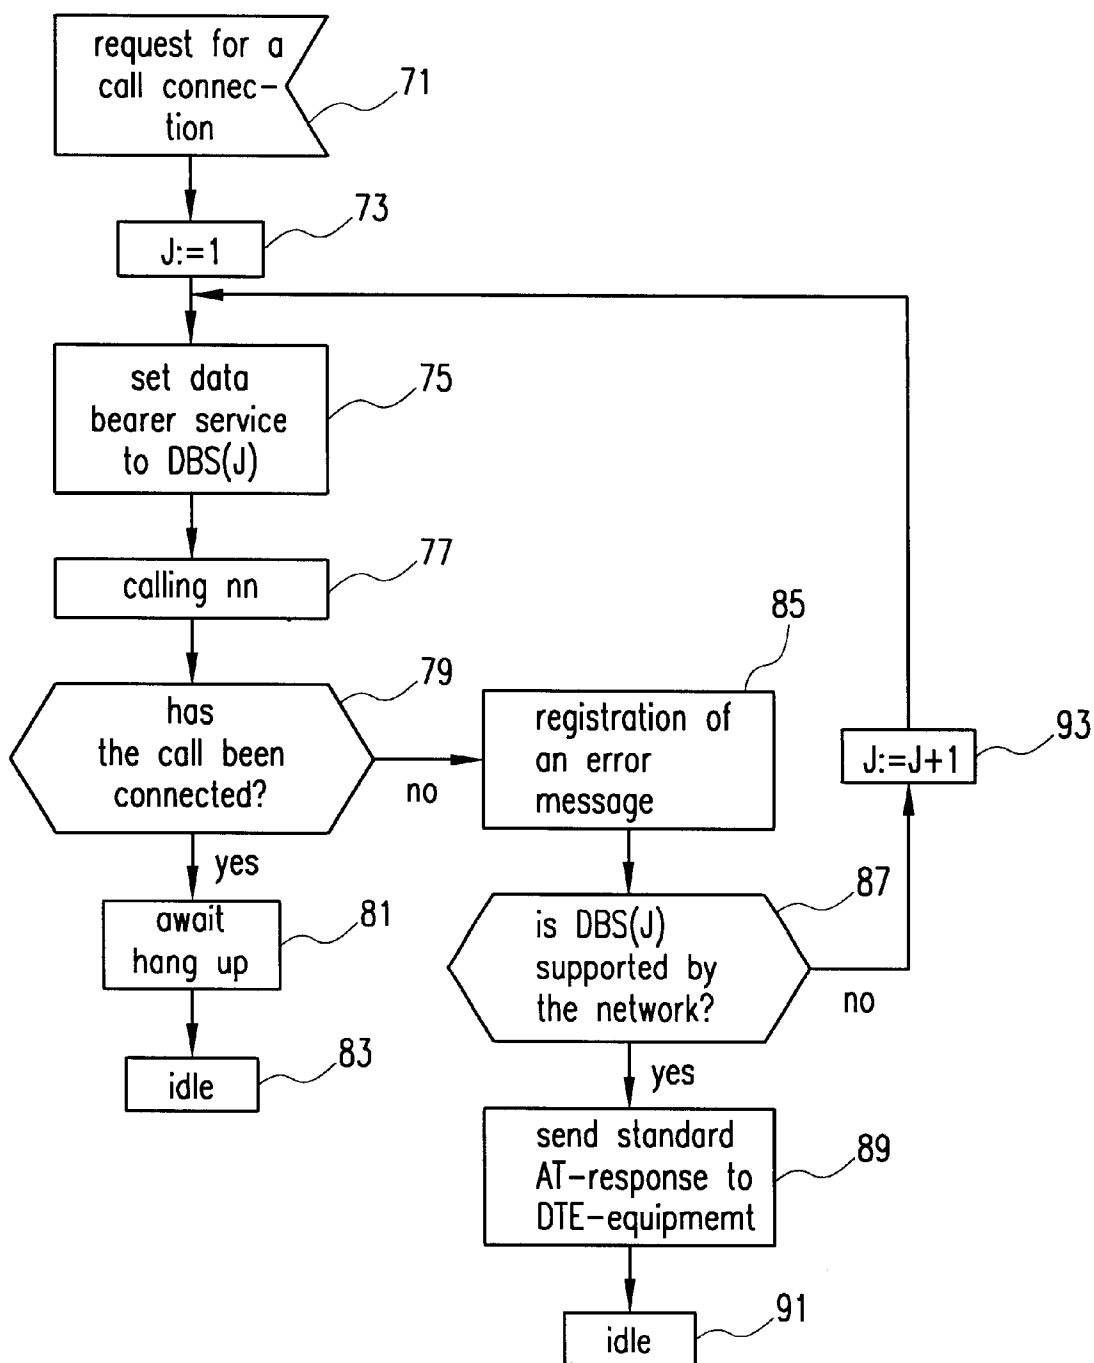 request for a
call connec-
tion
71
73
J:=1
set data
bearer service
to DBS(J)
75
calling nn
77
has
the call been
connected?
79
no
yes
await
hang up
81
idle
83
registration of
an error
message
85
is DBS(J)
supported by
the network?
87
no
J:=J+1
93
yes
send standard
AT-response to
DTE-equipmemt
89
idle
91